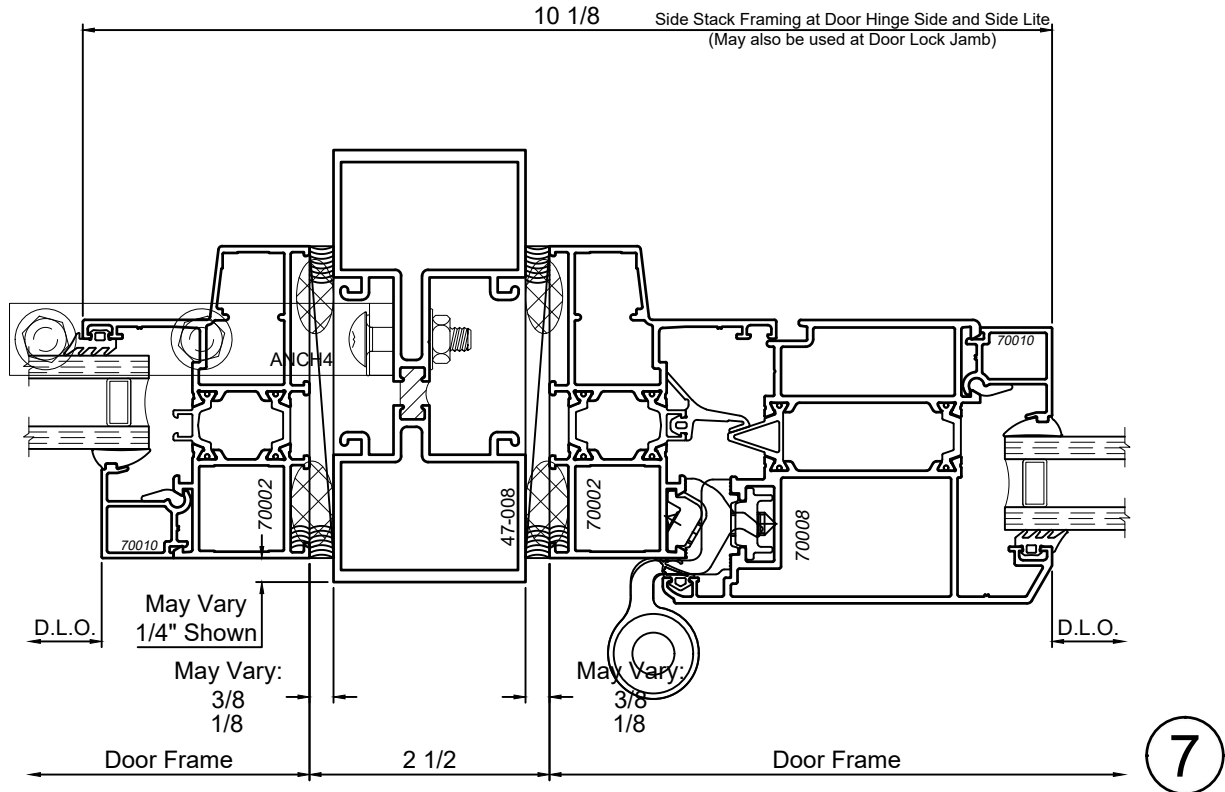 10 1/8
Side Stack Framing at Door Hinge Side and Side Lite
(May also be used at Door Lock Jamb)
ANCH4
70010
70002
47-008
70002
70008
70010
May Vary
1/4" Shown
D.L.O.
D.L.O.
May Vary:
3/8
1/8
May Vary:
3/8
1/8
Door Frame
2 1/2
Door Frame
7